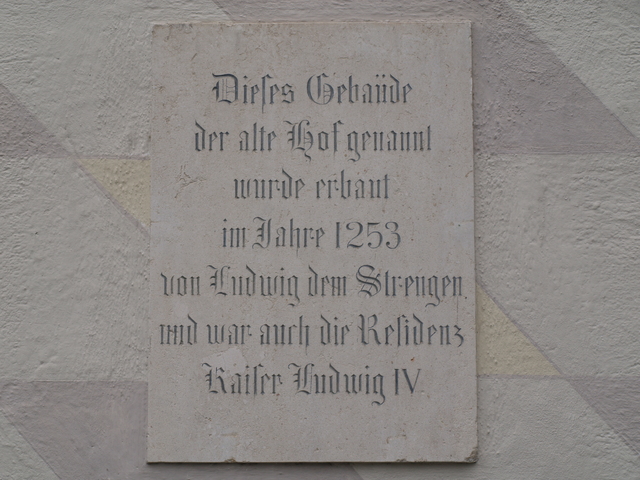 Dieſes Gebaüde
der alte Hof genannt
wurde erbaut
im Jahre 1253
von Ludwig dem Strengen
und war auch die Reſidenz
Kaiſer Ludwig IV.